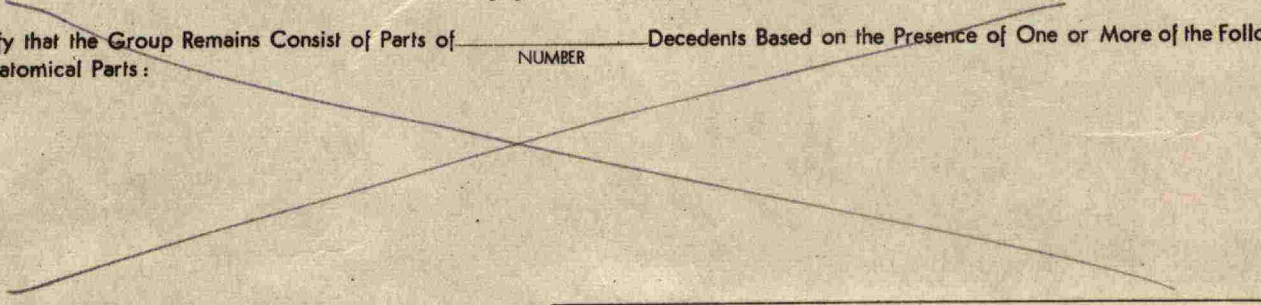 fy that the Group Remains Consist of Parts of Decedents Based on the Presence of One or More of the Follo
NUMBER
atomical Parts: